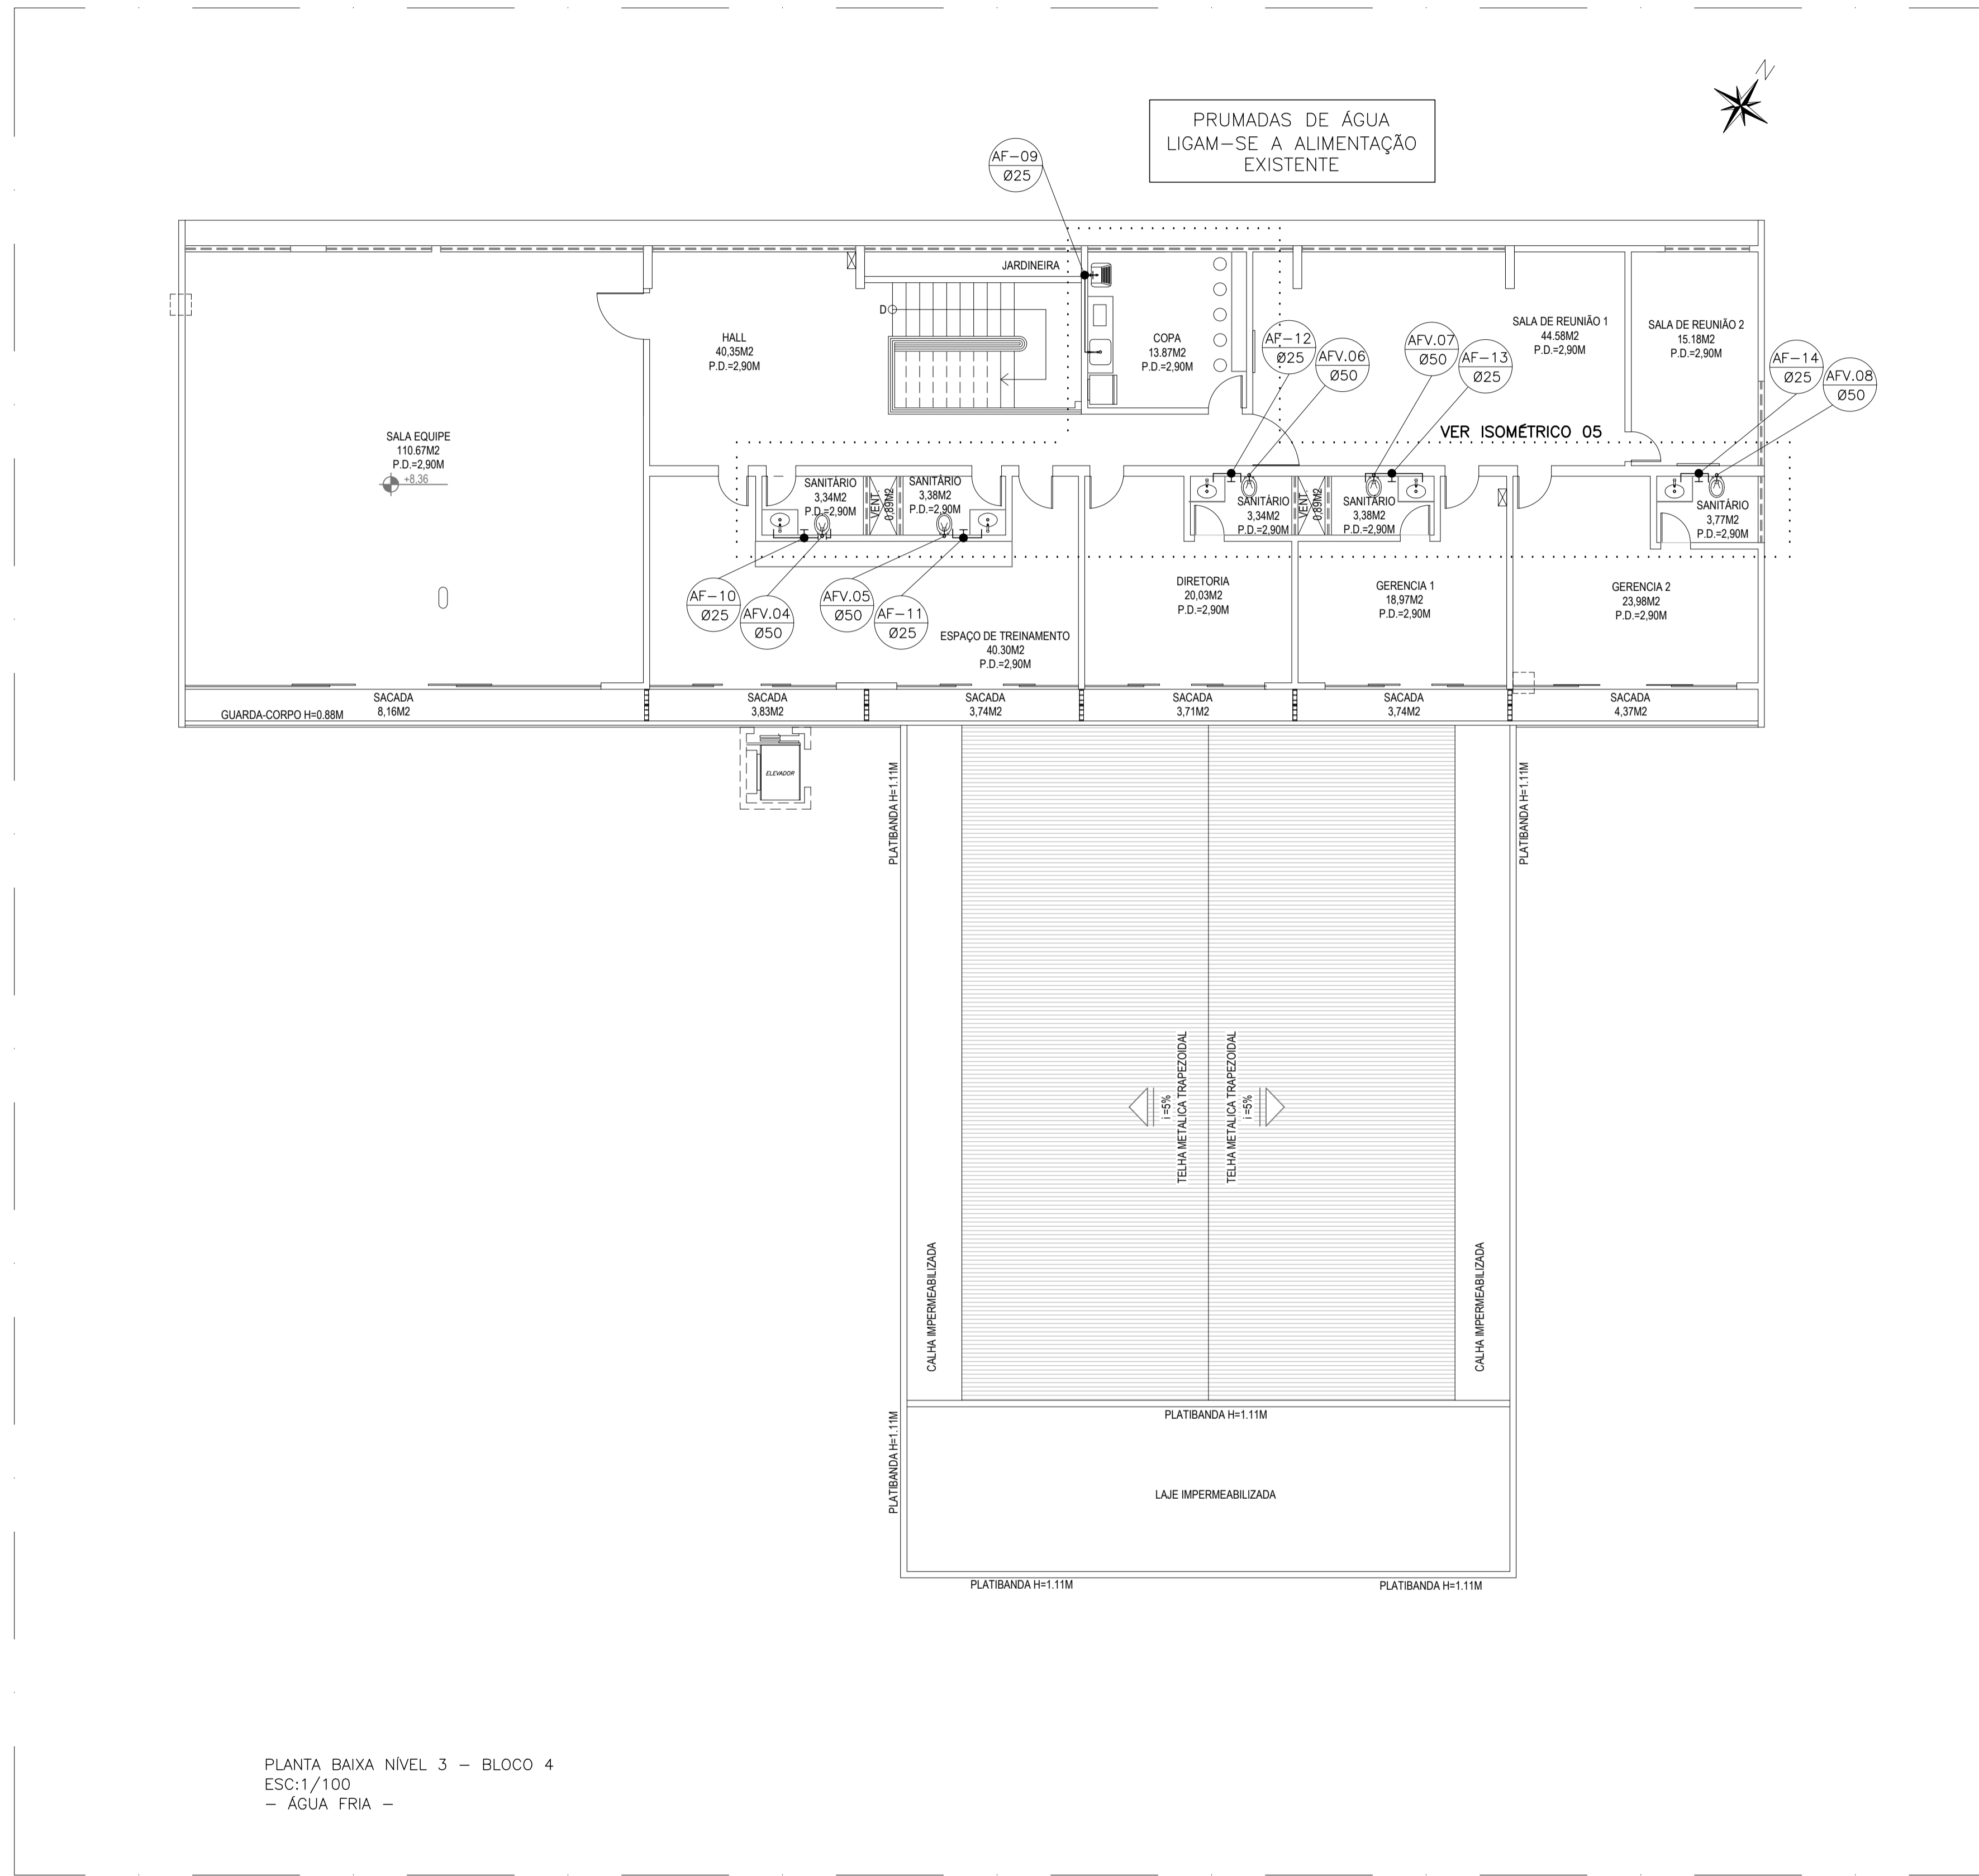 N
PRUMADAS DE ÁGUA
LIGAM-SE A ALIMENTAÇÃO
EXISTENTE
AF-09
Ø25
JARDINEIRA
D
HALL
40,35M2
P.D.=2,90M
COPA
13.87M2
P.D.=2,90M
SALA DE REUNIÃO 1
44.58M2
P.D.=2,90M
SALA DE REUNIÃO 2
15.18M2
P.D.=2,90M
AF-12
Ø25
AFV.06
Ø50
AFV.07
Ø50
AF-13
Ø25
AF-14
Ø25
AFV.08
Ø50
VER ISOMÉTRICO 05
SALA EQUIPE
110.67M2
P.D.=2,90M
+8,36
SANITÁRIO
3,34M2
P.D.=2,90M
VENT.
0,89M2
SANITÁRIO
3,38M2
P.D.=2,90M
SANITÁRIO
3,34M2
P.D.=2,90M
VENT.
0,89M2
SANITÁRIO
3,38M2
P.D.=2,90M
SANITÁRIO
3,77M2
P.D.=2,90M
AF-10
Ø25
AFV.04
Ø50
AFV.05
Ø50
AF-11
Ø25
ESPAÇO DE TREINAMENTO
40.30M2
P.D.=2,90M
DIRETORIA
20,03M2
P.D.=2,90M
GERENCIA 1
18,97M2
P.D.=2,90M
GERENCIA 2
23,98M2
P.D.=2,90M
GUARDA-CORPO H=0.88M
SACADA
8,16M2
SACADA
3,83M2
SACADA
3,74M2
SACADA
3,71M2
SACADA
3,74M2
SACADA
4,37M2
ELEVADOR
PLATIBANDA H=1.11M
PLATIBANDA H=1.11M
TELHA METALICA TRAPEZOIDAL
i =5%
TELHA METALICA TRAPEZOIDAL
i =5%
CALHA IMPERMEABILIZADA
CALHA IMPERMEABILIZADA
PLATIBANDA H=1.11M
PLATIBANDA H=1.11M
LAJE IMPERMEABILIZADA
PLATIBANDA H=1.11M
PLATIBANDA H=1.11M
PLANTA BAIXA NÍVEL 3 - BLOCO 4
ESC:1/100
- ÁGUA FRIA -